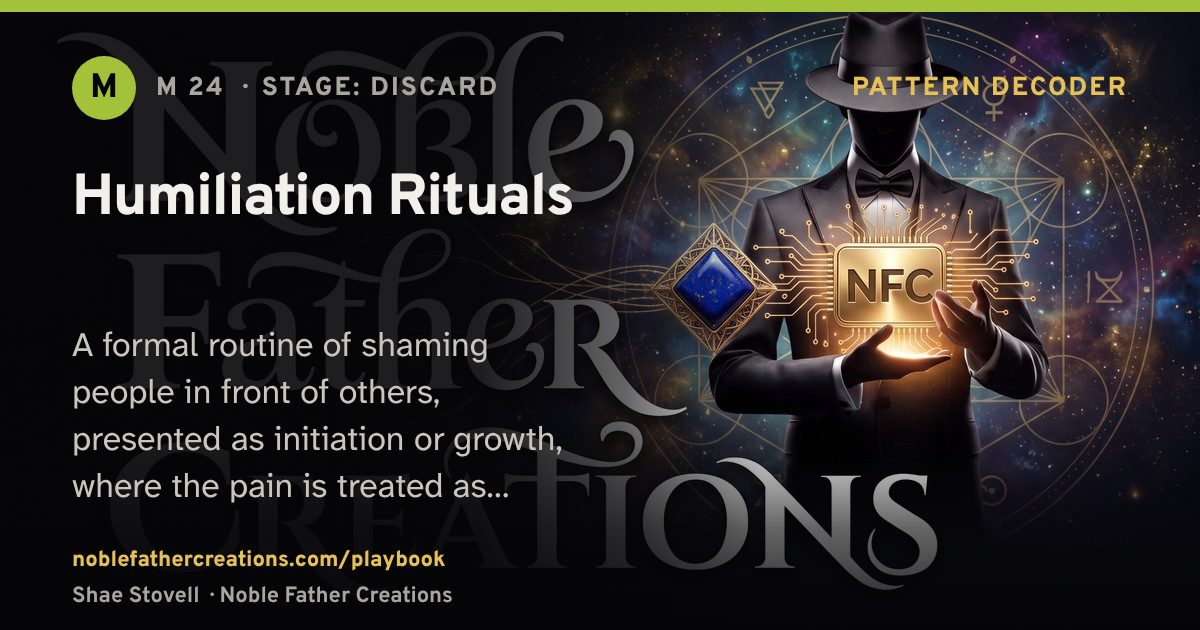 M
M 24 · STAGE: DISCARD
PATTERN DECODER
Humiliation Rituals
A formal routine of shaming
people in front of others,
presented as initiation or growth,
where the pain is treated as...
noblefathercreations.com/playbook
Shae Stovell · Noble Father Creations
NFC
Noble
FatheR
CREATIONS